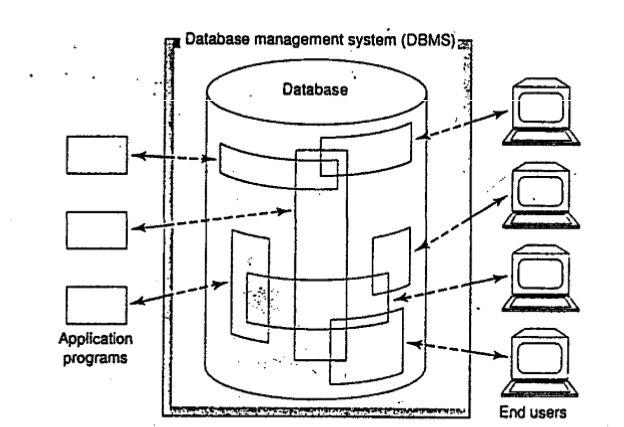 Database management system (DBMS)
Database
Application
programs
End users